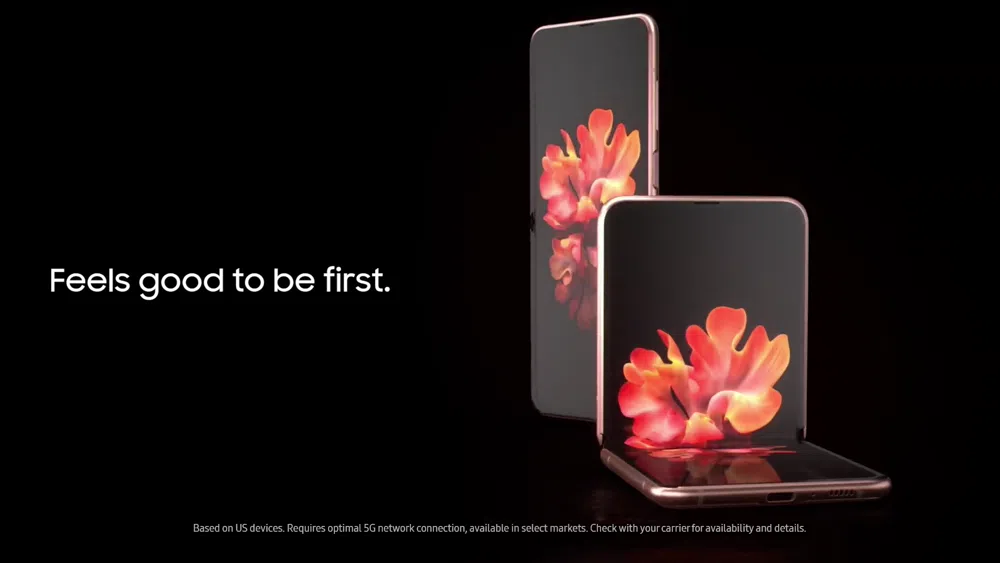 Feels good to be first.
Based on US devices. Requires optimal 5G network connection, available in select markets. Check with your carrier for availability and details.